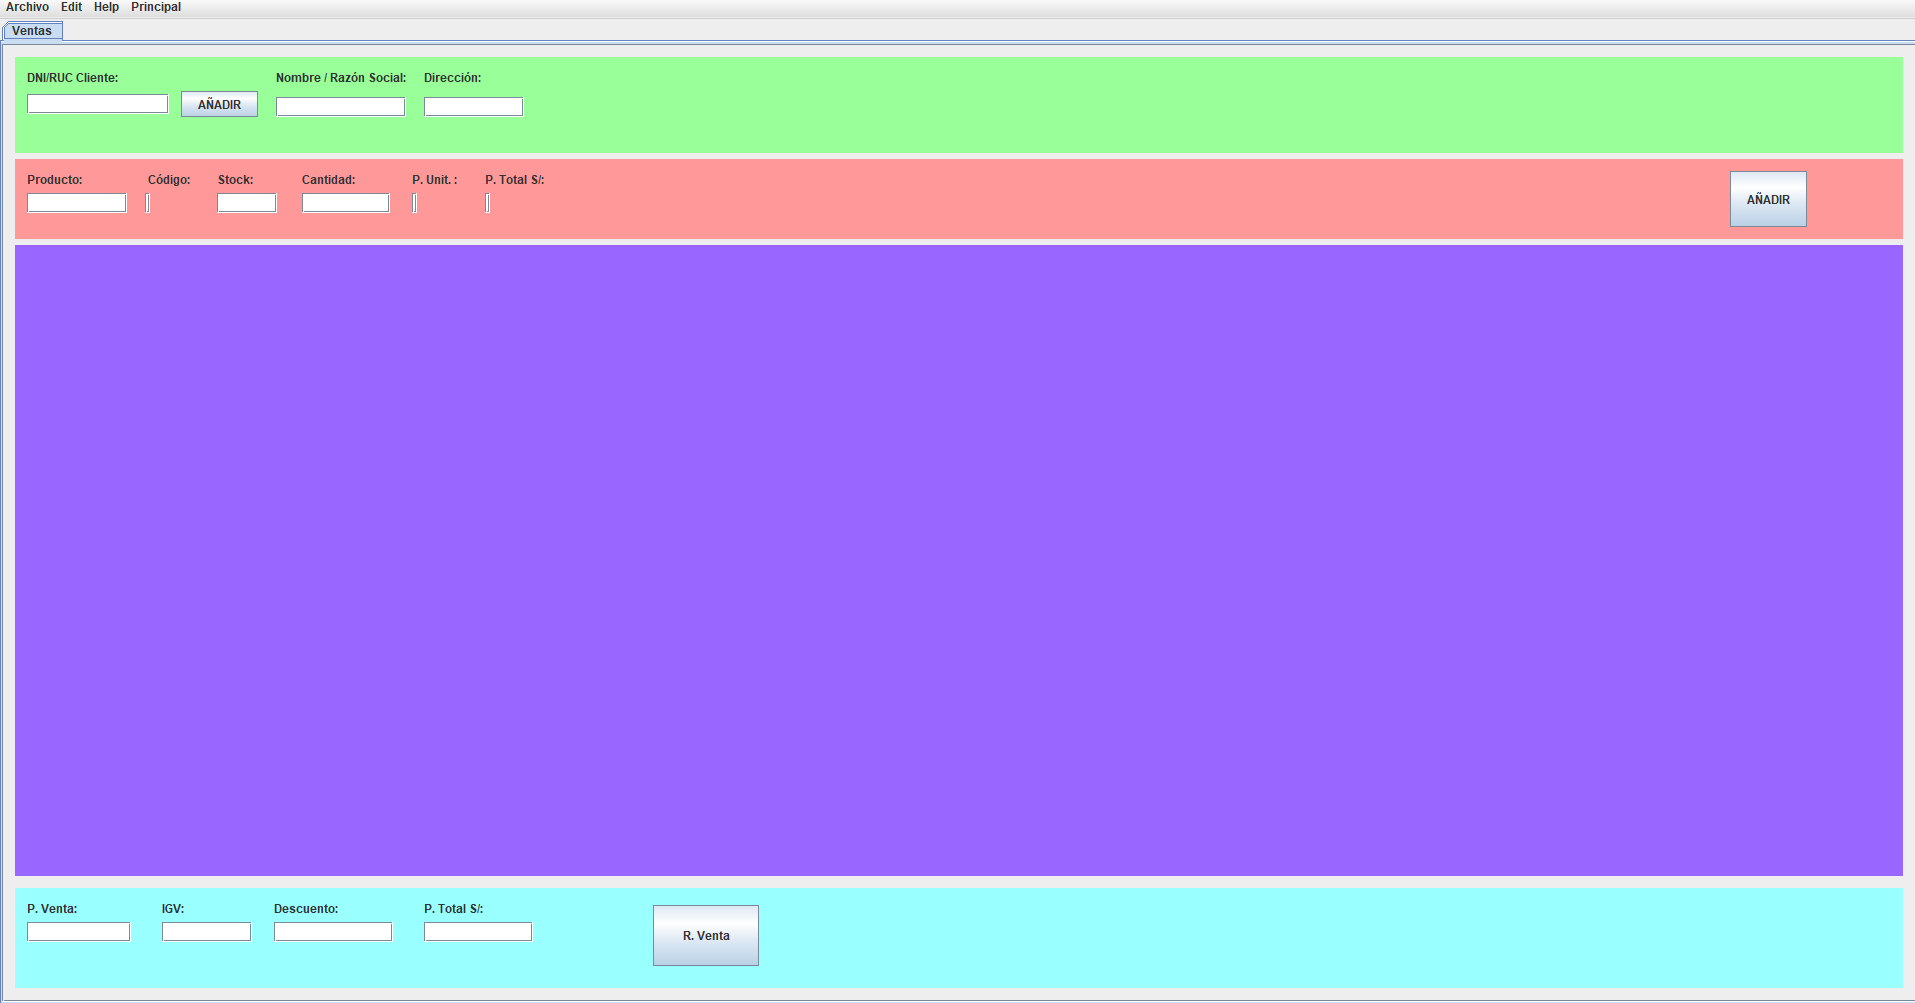 Archivo Edit Help Principal
Ventas
DNI/RUC Cliente: Nombre / Razón Social: Dirección:
AÑADIR
Producto: Código: Stock: Cantidad: P. Unit. : P. Total S/:
AÑADIR
P. Venta: IGV: Descuento: P. Total S/:
R. Venta